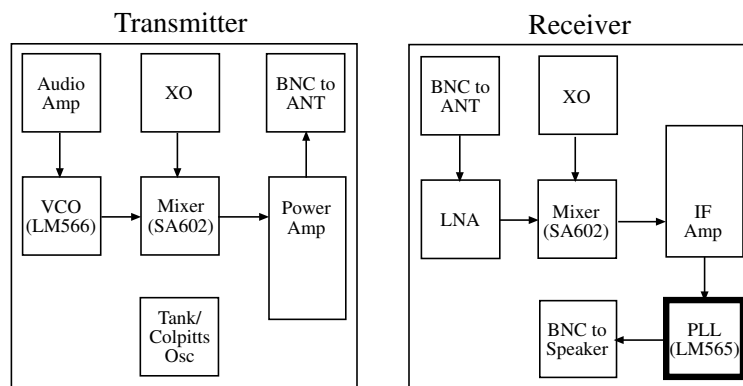 Transmitter
Audio
Amp
XO
BNC to
ANT
VCO
(LM566)
Mixer
(SA602)
Power
Amp
Tank/
Colpitts
Osc
Receiver
BNC to
ANT
XO
LNA
Mixer
(SA602)
IF
Amp
BNC to
Speaker
PLL
(LM565)